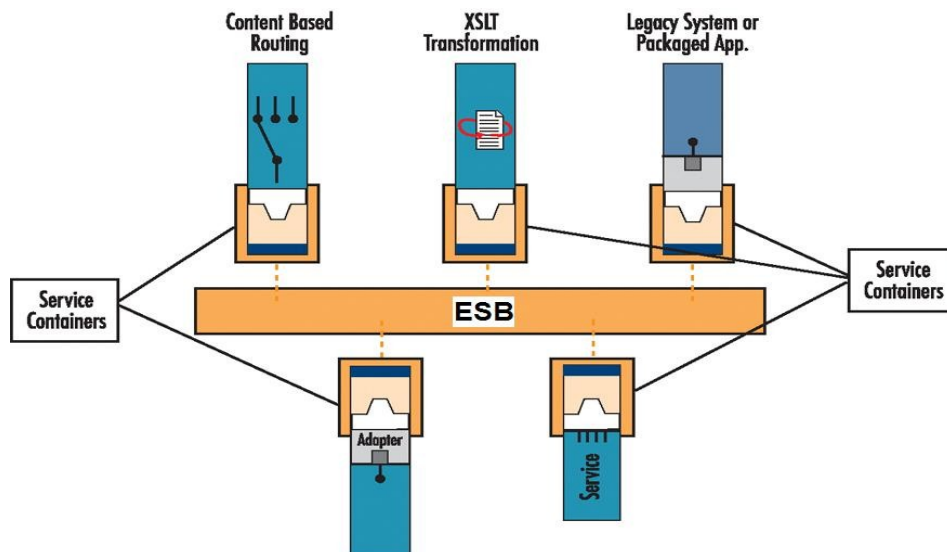 Content Based
Routing
XSLT
Transformation
Legacy System or
Packaged App.
Service
Containers
ESB
Service
Containers
Adapter
Service